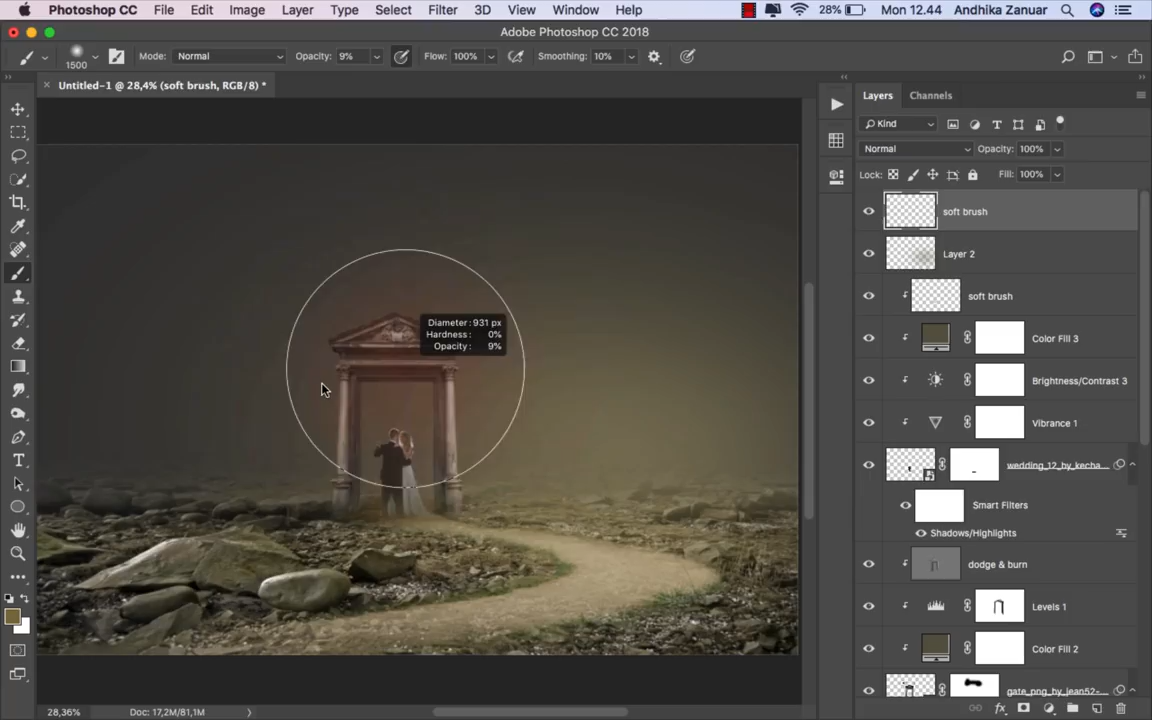 Photoshop CC File Edit Image Layer Type Select Filter 3D View Window Help 28% Mon 12.44 Andhika Zanuar
Adobe Photoshop CC 2018
1500 Mode: Normal Opacity: 9% Flow: 100% Smoothing: 10%
Untitled-1 @ 28,4% (soft brush, RGB/8) *
Layers Channels
Kind
Normal Opacity: 100%
Lock: Fill: 100%
soft brush
Layer 2
soft brush
Diameter: 931 px
Hardness: 0%
Opacity: 9%
Color Fill 3
Brightness/Contrast 3
Vibrance 1
wedding_12_by_kecha...
Smart Filters
Shadows/Highlights
dodge & burn
Levels 1
Color Fill 2
gate_png_by_jean52-...
28,36% Doc: 17,2M/81,1M